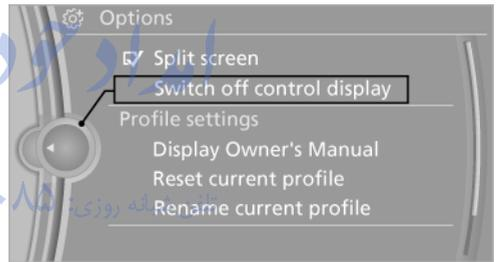 Options
Split screen
Switch off control display
Profile settings
Display Owner's Manual
Reset current profile
Rename current profile